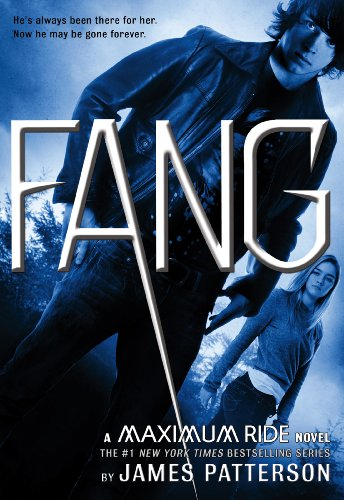 He's always been there for her.
Now he may be gone forever.
FANG
A MAXIMUM RIDE NOVEL
THE #1 NEW YORK TIMES BESTSELLING SERIES
BY JAMES PATTERSON